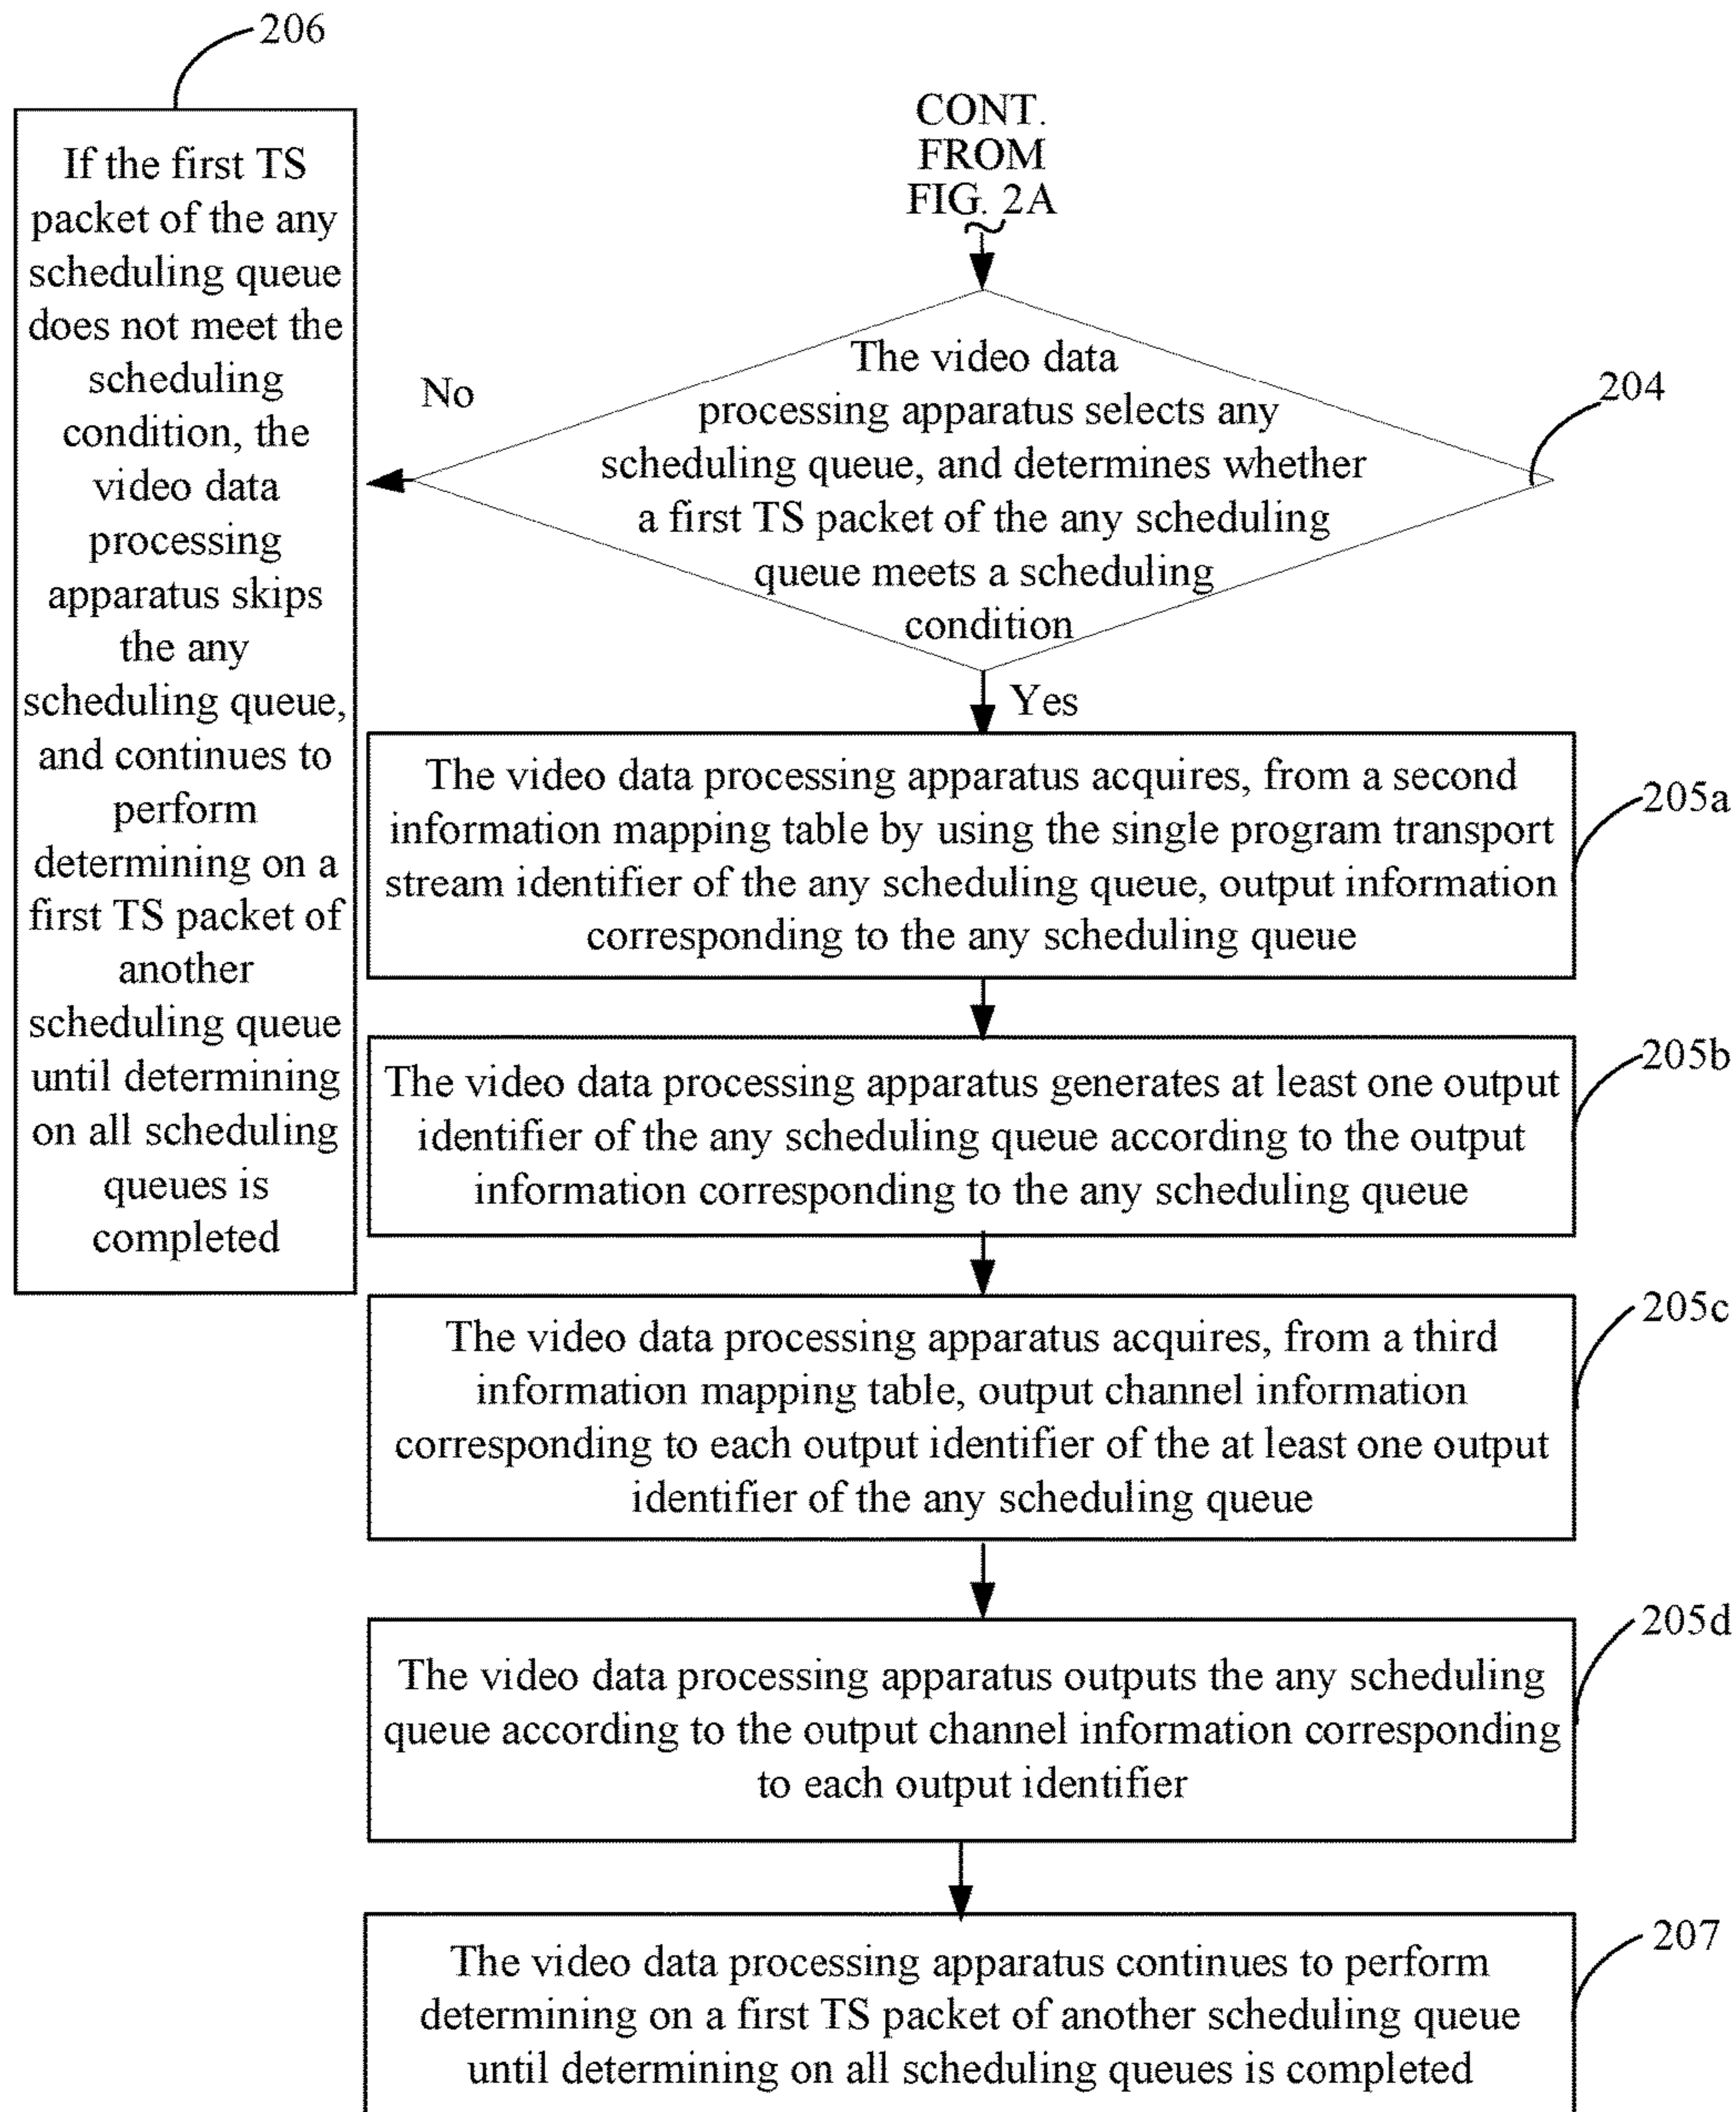 206
If the first TS
packet of the any
scheduling queue
does not meet the
scheduling
condition, the
video data
processing
apparatus skips
the any
scheduling queue,
and continues to
perform
determining on a
first TS packet of
another
scheduling queue
until determining
on all scheduling
queues is
completed
CONT.
FROM
FIG. 2A
No
The video data
processing apparatus selects any
scheduling queue, and determines whether
a first TS packet of the any scheduling
queue meets a scheduling
condition
204
Yes
The video data processing apparatus acquires, from a second
information mapping table by using the single program transport
stream identifier of the any scheduling queue, output information
corresponding to the any scheduling queue
205a
The video data processing apparatus generates at least one output
identifier of the any scheduling queue according to the output
information corresponding to the any scheduling queue
205b
The video data processing apparatus acquires, from a third
information mapping table, output channel information
corresponding to each output identifier of the at least one output
identifier of the any scheduling queue
205c
The video data processing apparatus outputs the any scheduling
queue according to the output channel information corresponding
to each output identifier
205d
The video data processing apparatus continues to perform
determining on a first TS packet of another scheduling queue
until determining on all scheduling queues is completed
207